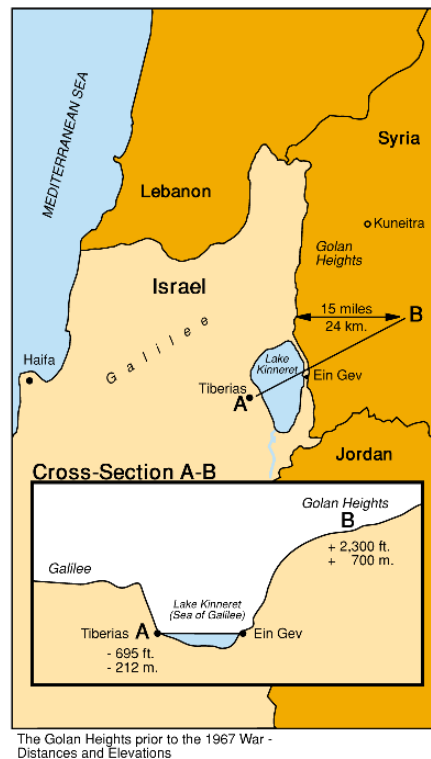 MEDITERRANEAN SEA
Syria
Lebanon
Kuneitra
Golan
Heights
Israel
15 miles
24 km.
B
Galilee
Haifa
Lake
Kinneret
Tiberias
A
Ein Gev
Jordan
Cross-Section A-B
Golan Heights
B
+ 2,300 ft.
+ 700 m.
Galilee
Lake Kinneret
(Sea of Galilee)
Tiberias A
Ein Gev
- 695 ft.
- 212 m.
The Golan Heights prior to the 1967 War -
Distances and Elevations